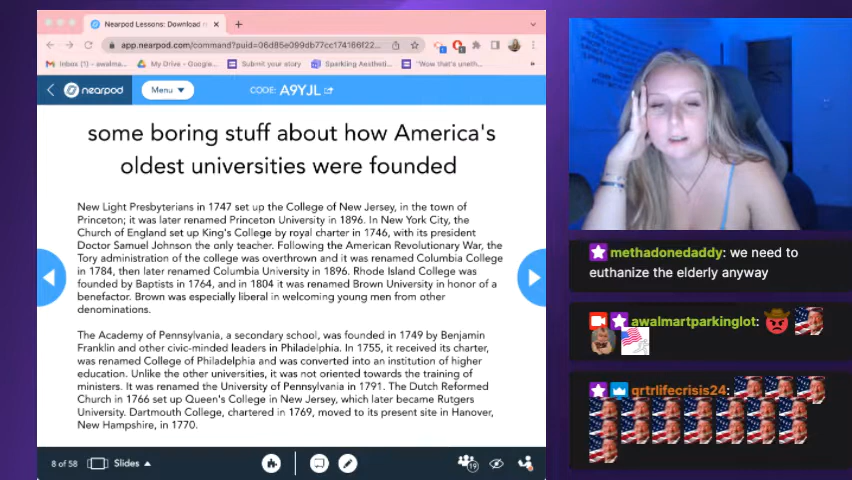 Nearpod Lessons: Download r
app.nearpod.com/command?puid=06d85e099db77cc174166f22...
Inbox (1) - awalma...
My Drive - Google...
Submit your story
Sparkling Aestheti...
"Wow that's uneth...
nearpod
Menu
CODE: A9YJL
some boring stuff about how America's
oldest universities were founded
New Light Presbyterians in 1747 set up the College of New Jersey, in the town of
Princeton; it was later renamed Princeton University in 1896. In New York City, the
Church of England set up King's College by royal charter in 1746, with its president
Doctor Samuel Johnson the only teacher. Following the American Revolutionary War, the
Tory administration of the college was overthrown and it was renamed Columbia College
in 1784, then later renamed Columbia University in 1896. Rhode Island College was
founded by Baptists in 1764, and in 1804 it was renamed Brown University in honor of a
benefactor. Brown was especially liberal in welcoming young men from other
denominations.
The Academy of Pennsylvania, a secondary school, was founded in 1749 by Benjamin
Franklin and other civic-minded leaders in Philadelphia. In 1755, it received its charter,
was renamed College of Philadelphia and was converted into an institution of higher
education. Unlike the other universities, it was not oriented towards the training of
ministers. It was renamed the University of Pennsylvania in 1791. The Dutch Reformed
Church in 1766 set up Queen's College in New Jersey, which later became Rutgers
University. Dartmouth College, chartered in 1769, moved to its present site in Hanover,
New Hampshire, in 1770.
8 of 58
Slides
19
methadonedaddy: we need to
euthanize the elderly anyway
awalmartparkinglot:
qrtrlifecrisis24: